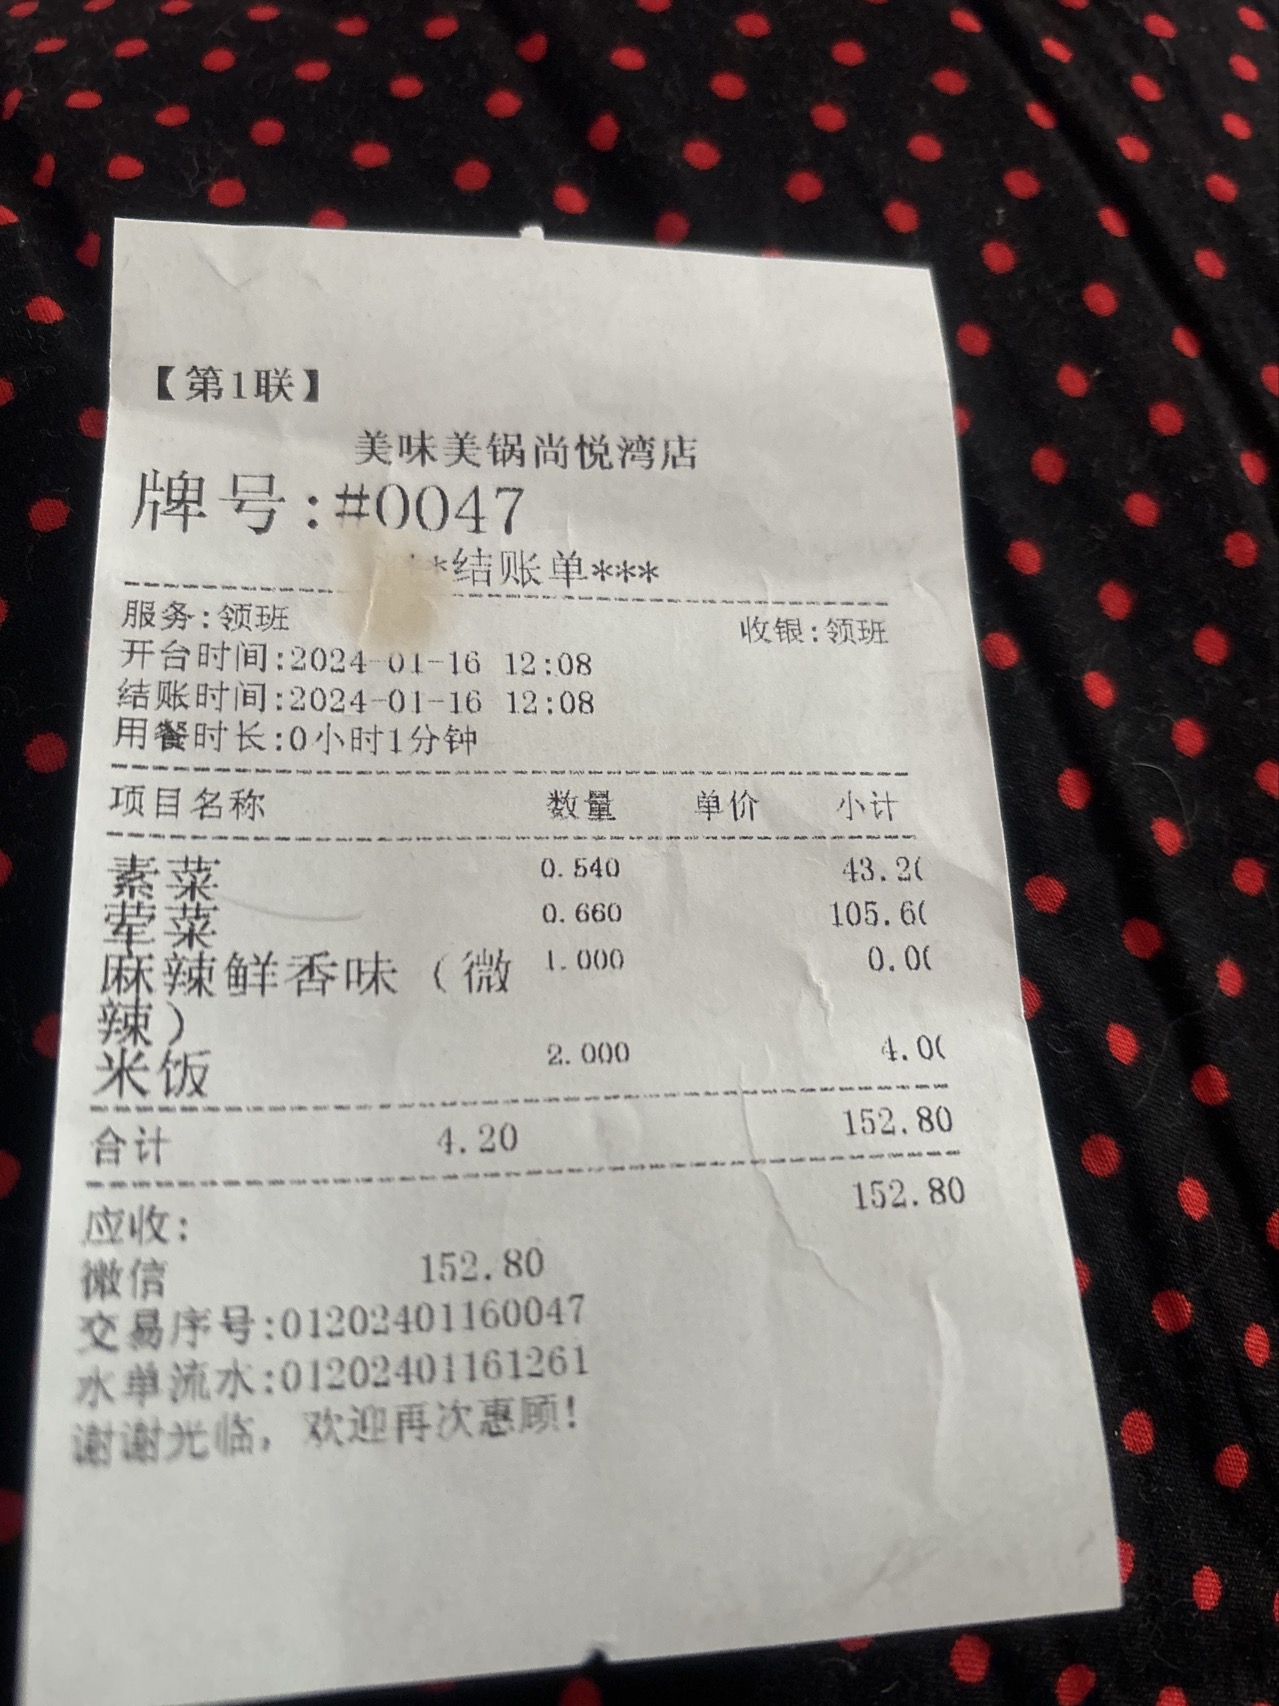 【第1联】
美味美锅尚悦湾店
牌号:#0047
*结账单***
服务:领班 收银:领班
开台时间:2024-01-16 12:08
结账时间:2024-01-16 12:08
用餐时长:0小时1分钟
项目名称 数量 单价 小计
素菜 0.540 43.2
荤菜 0.660 105.6
麻辣鲜香味（微 1.000 0.0
辣）
米饭 2.000 4.0
合计 4.20 152.80
应收: 152.80
微信 152.80
交易序号:01202401160047
水单流水:01202401161261
谢谢光临，欢迎再次惠顾!